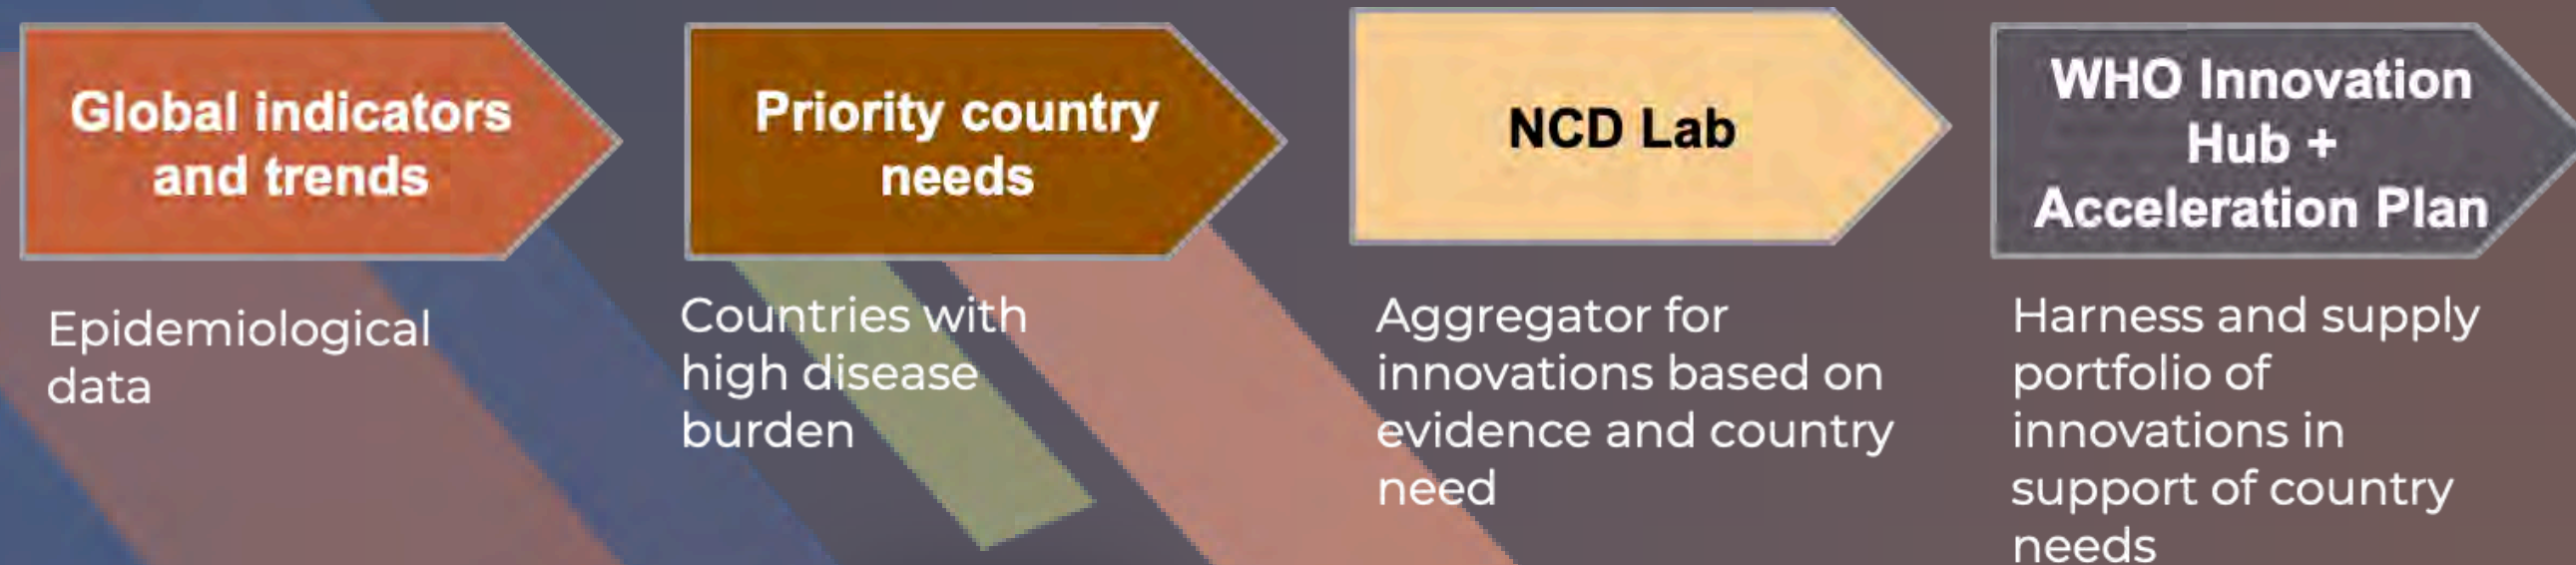 Global indicators
and trends
Epidemiological
data
Priority country
needs
Countries with
high disease
burden
NCD Lab
Aggregator for
innovations based on
evidence and country
need
WHO Innovation
Hub +
Acceleration Plan
Harness and supply
portfolio of
innovations in
support of country
needs